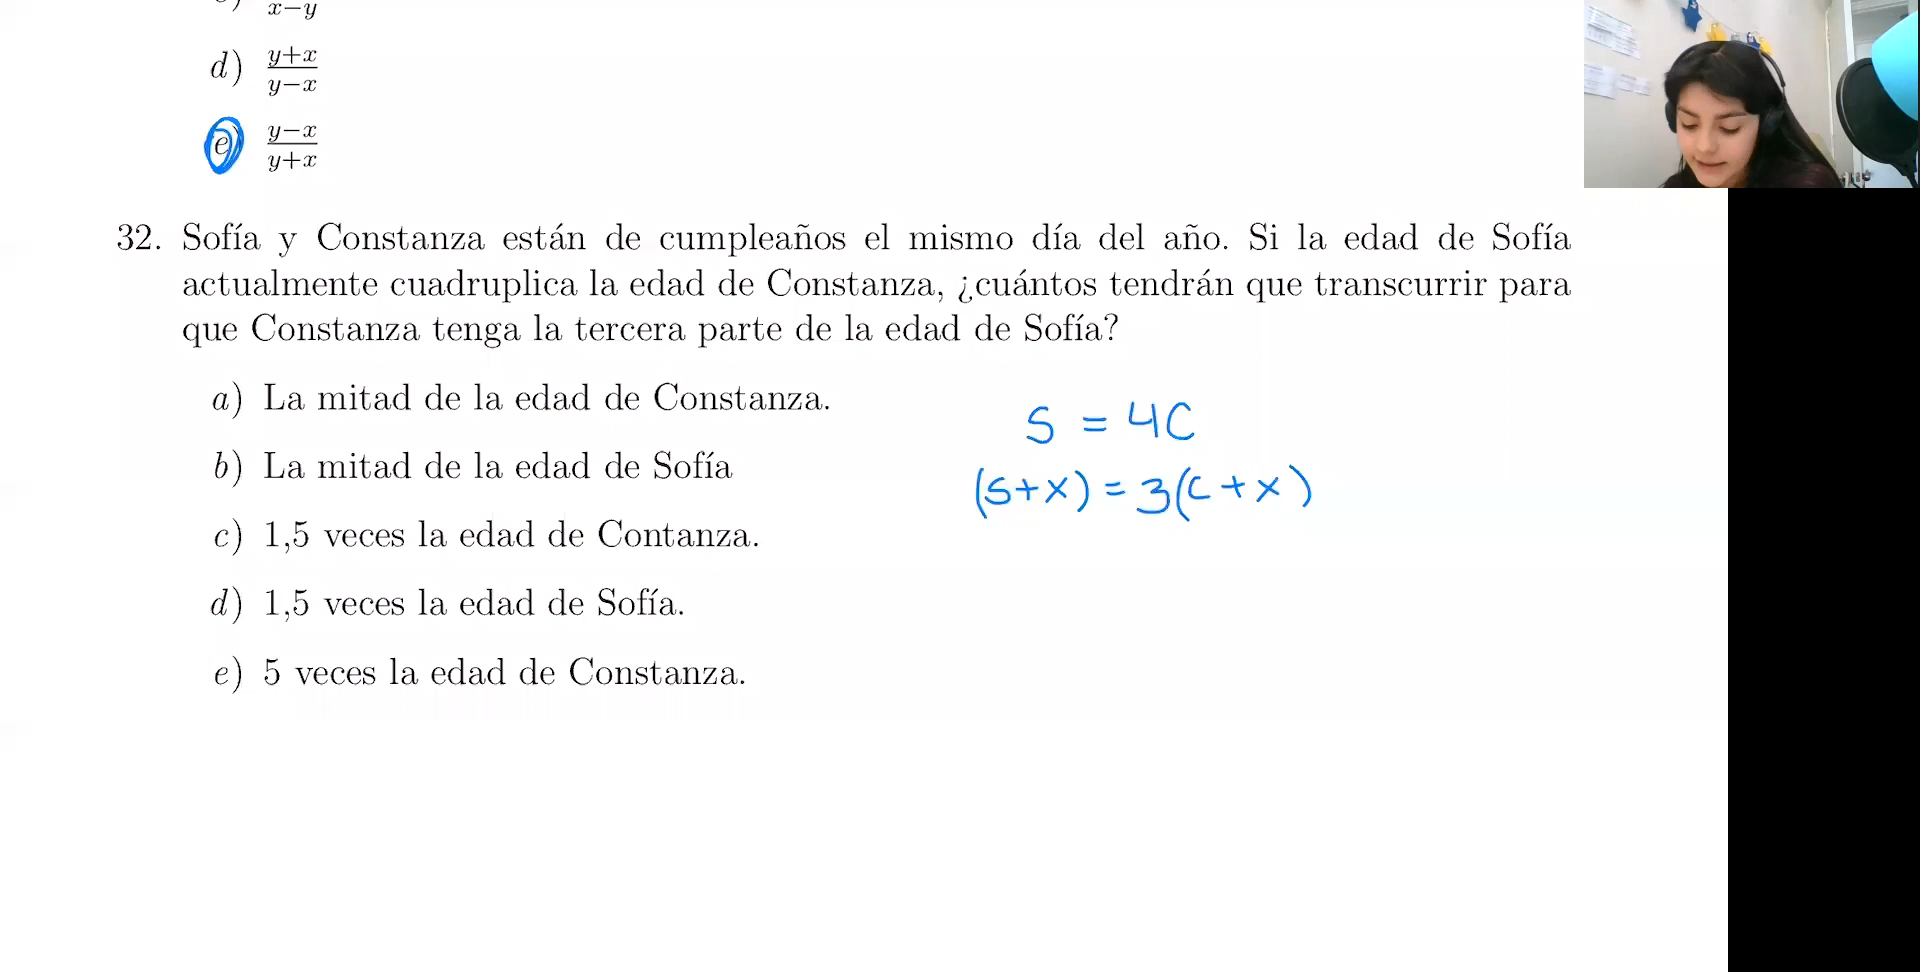 x−y
d) y+x
y−x
e) y−x
y+x
32. Sofía y Constanza están de cumpleaños el mismo día del año. Si la edad de Sofía
actualmente cuadruplica la edad de Constanza, ¿cuántos tendrán que transcurrir para
que Constanza tenga la tercera parte de la edad de Sofía?
a) La mitad de la edad de Constanza.
b) La mitad de la edad de Sofía
c) 1,5 veces la edad de Contanza.
d) 1,5 veces la edad de Sofía.
e) 5 veces la edad de Constanza.
S = 4C
(S+x) = 3(C+x)